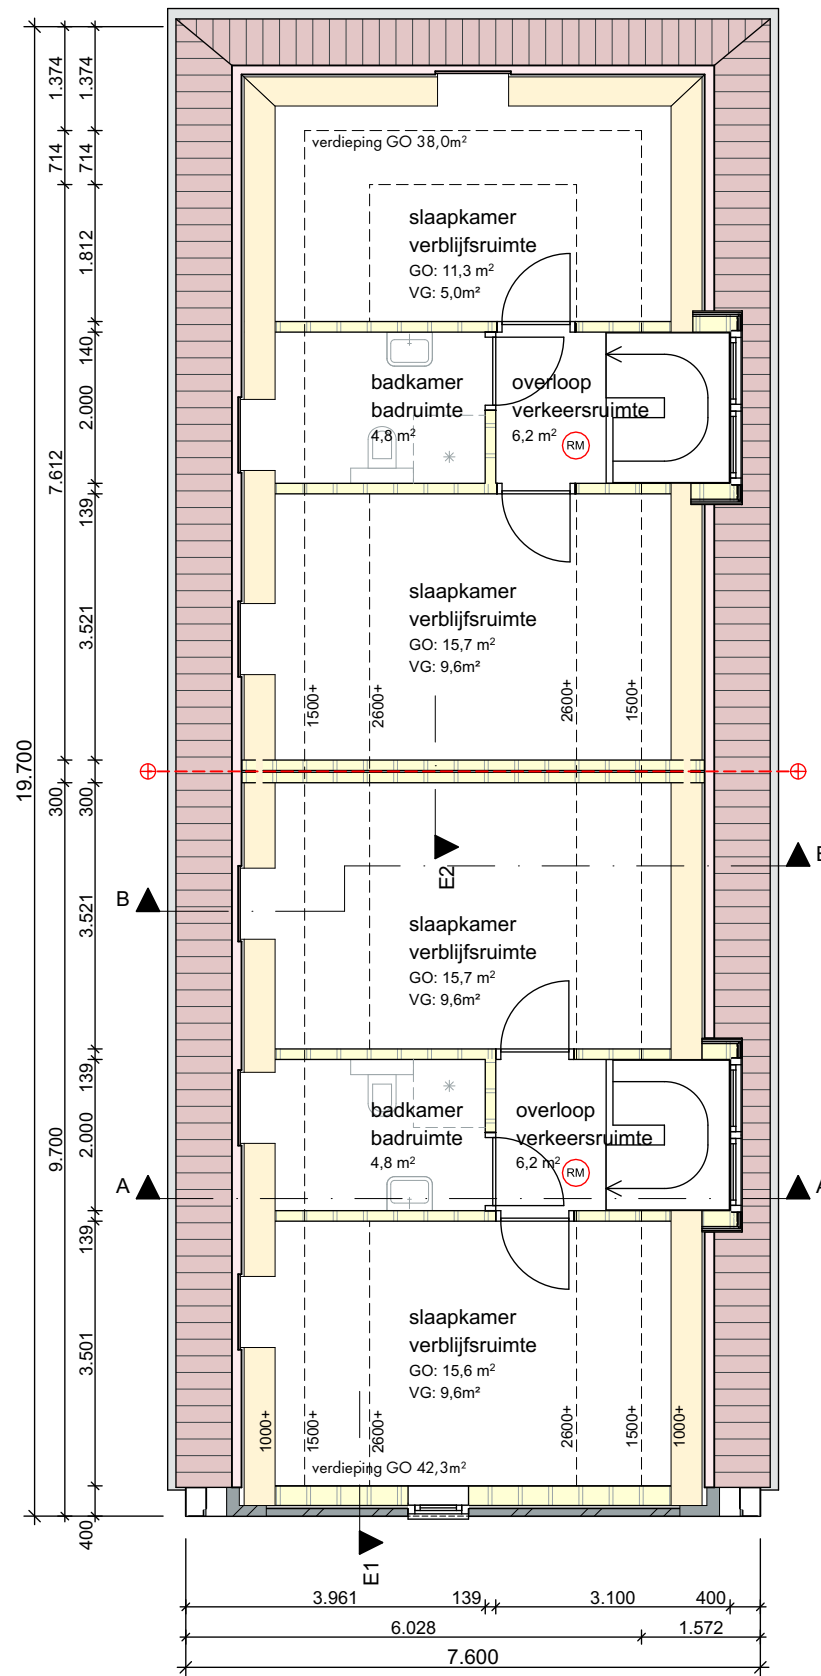 verdieping GO 38,0m²
slaapkamer
verblijfsruimte
GO: 11,3 m²
VG: 5,0m²
badkamer
badruimte
4,8 m²
overloop
verkeersruimte
6,2 m²
RM
slaapkamer
verblijfsruimte
GO: 15,7 m²
VG: 9,6m²
1500+
2600+
2600+
1500+
E2
B
B
slaapkamer
verblijfsruimte
GO: 15,7 m²
VG: 9,6m²
badkamer
badruimte
4,8 m²
overloop
verkeersruimte
6,2 m²
RM
A
A
slaapkamer
verblijfsruimte
GO: 15,6 m²
VG: 9,6m²
1000+
1500+
2600+
2600+
1500+
1000+
verdieping GO 42,3m²
E1
19.700
1.374
714
7.612
300
9.700
1.374
714
1.812
140
2.000
139
3.521
300
3.521
139
2.000
139
3.501
400
3.961
139
3.100
400
6.028
1.572
7.600